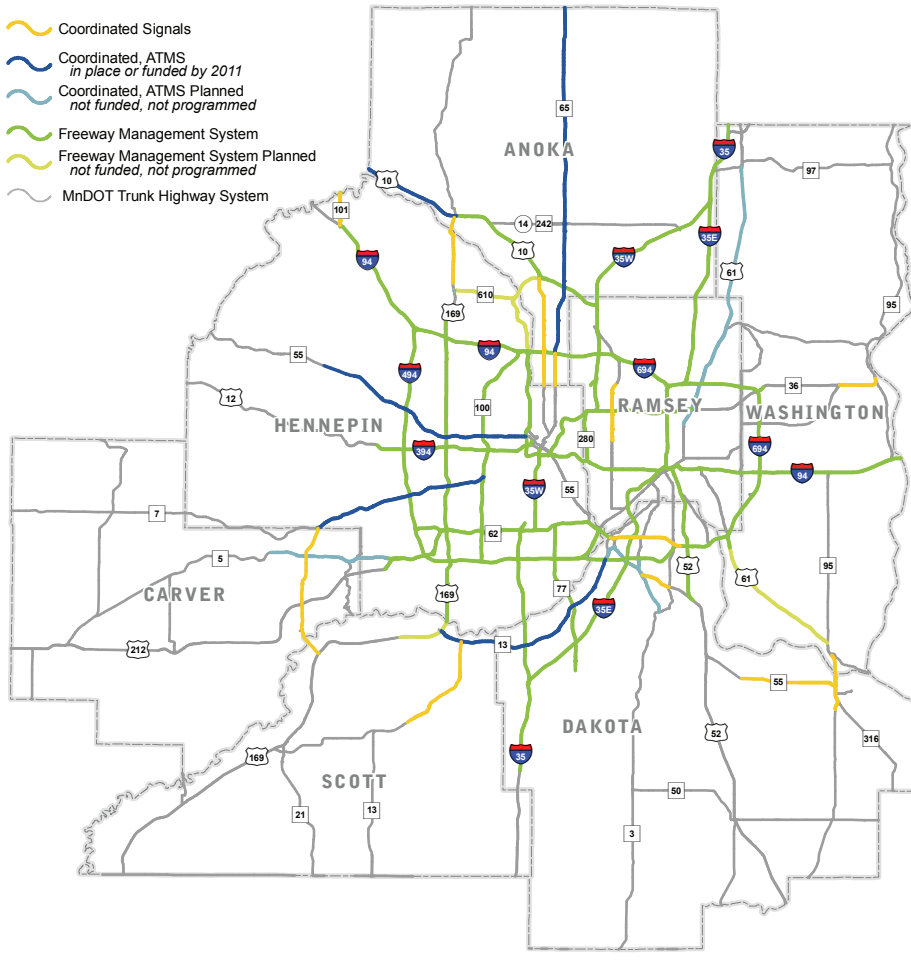 Coordinated Signals
Coordinated, ATMS
in place or funded by 2011
Coordinated, ATMS Planned
not funded, not programmed
Freeway Management System
Freeway Management System Planned
not funded, not programmed
MnDOT Trunk Highway System
65
ANOKA
35
97
10
101
14 242
10
35W
35E
94
61
610
169
95
55
94
494
694
12
100
36
HENNEPIN
RAMSEY
WASHINGTON
280
394
694
94
35W
55
7
62
5
52
95
61
CARVER
169
77
35E
212
13
55
DAKOTA
52
316
169
35
SCOTT
50
21
13
3